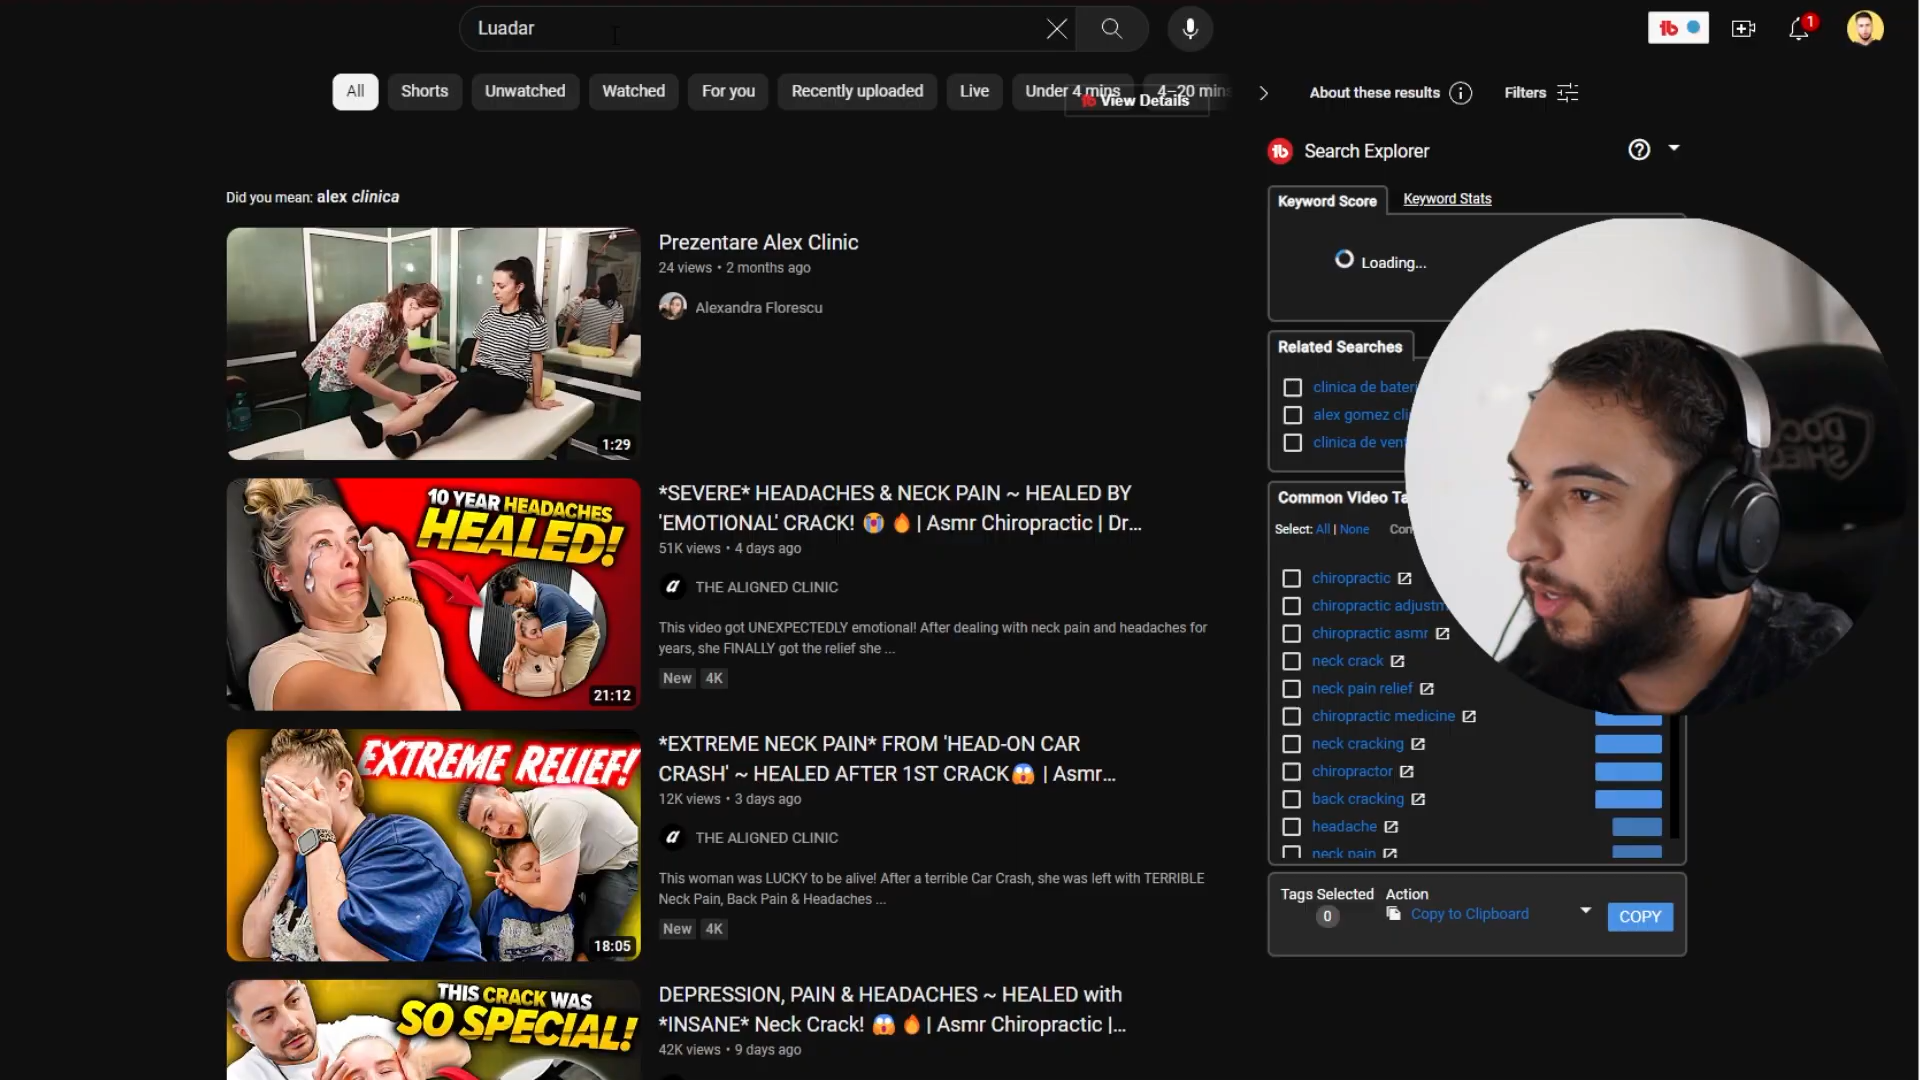 Luadar
1
All
Shorts
Unwatched
Watched
For you
Recently uploaded
Live
Under 4 mins
4–20 mins
View Details
About these results
Filters
Search Explorer
Keyword Score
Keyword Stats
Loading...
Related Searches
clinica de bateri
alex gomez cli
clinica de vent
Common Video Ta
Select: All | None
Con
chiropractic
chiropractic adjustm
chiropractic asmr
neck crack
neck pain relief
chiropractic medicine
neck cracking
chiropractor
back cracking
headache
neck pain
Tags Selected
0
Action
Copy to Clipboard
COPY
Did you mean: alex clinica
1:29
Prezentare Alex Clinic
24 views • 2 months ago
Alexandra Florescu
10 YEAR HEADACHES
HEALED!
21:12
*SEVERE* HEADACHES & NECK PAIN ~ HEALED BY
'EMOTIONAL' CRACK! 😭🔥 | Asmr Chiropractic | Dr...
51K views • 4 days ago
THE ALIGNED CLINIC
This video got UNEXPECTEDLY emotional! After dealing with neck pain and headaches for
years, she FINALLY got the relief she ...
New
4K
EXTREME RELIEF!
18:05
*EXTREME NECK PAIN* FROM 'HEAD-ON CAR
CRASH' ~ HEALED AFTER 1ST CRACK😱 | Asmr...
12K views • 3 days ago
THE ALIGNED CLINIC
This woman was LUCKY to be alive! After a terrible Car Crash, she was left with TERRIBLE
Neck Pain, Back Pain & Headaches ...
New
4K
THIS CRACK WAS
SO SPECIAL!
DEPRESSION, PAIN & HEADACHES ~ HEALED with
*INSANE* Neck Crack! 😱🔥 | Asmr Chiropractic |...
42K views • 9 days ago